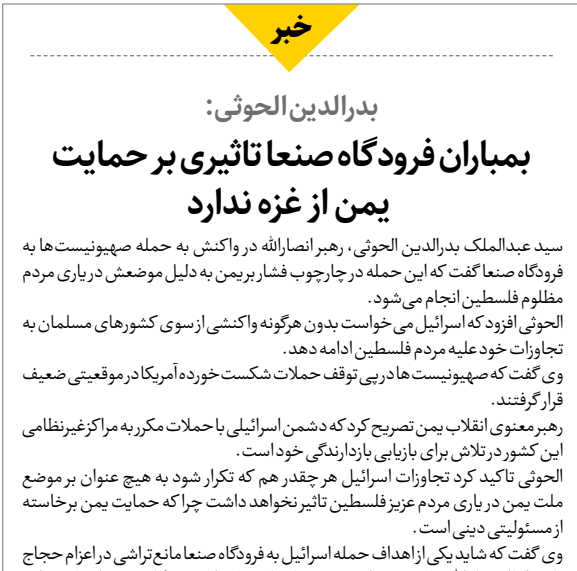 خبر
بدرالدین الحوثی:
بمباران فرودگاه صنعا تاثیری بر حمایت
یمن از غزه ندارد
سید عبدالملک بدرالدین الحوثی، رهبر انصارالله در واکنش به حمله صهیونیست‌ها به
فرودگاه صنعا گفت که این حمله در چارچوب فشار بر یمن به دلیل موضعش در یاری مردم
مظلوم فلسطین انجام می‌شود.
الحوثی افزود که اسرائیل می‌خواست بدون هرگونه واکنشی از سوی کشورهای مسلمان به
تجاوزات خود علیه مردم فلسطین ادامه دهد.
وی گفت که صهیونیست‌ها در پی توقف حملات شکست خورده آمریکا در موقعیتی ضعیف
قرار گرفتند.
رهبر معنوی انقلاب یمن تصریح کرد که دشمن اسرائیلی با حملات مکرر به مراکز غیرنظامی
این کشور در تلاش برای بازیابی بازدارندگی خود است.
الحوثی تاکید کرد تجاوزات اسرائیل هر چقدر هم که تکرار شود به هیچ عنوان بر موضع
ملت یمن در یاری مردم عزیز فلسطین تاثیر نخواهد داشت چرا که حمایت یمن برخاسته
از مسئولیتی دینی است.
وی گفت که شاید یکی از اهداف حمله اسرائیل به فرودگاه صنعا مانع تراشی در اعزام حجاج